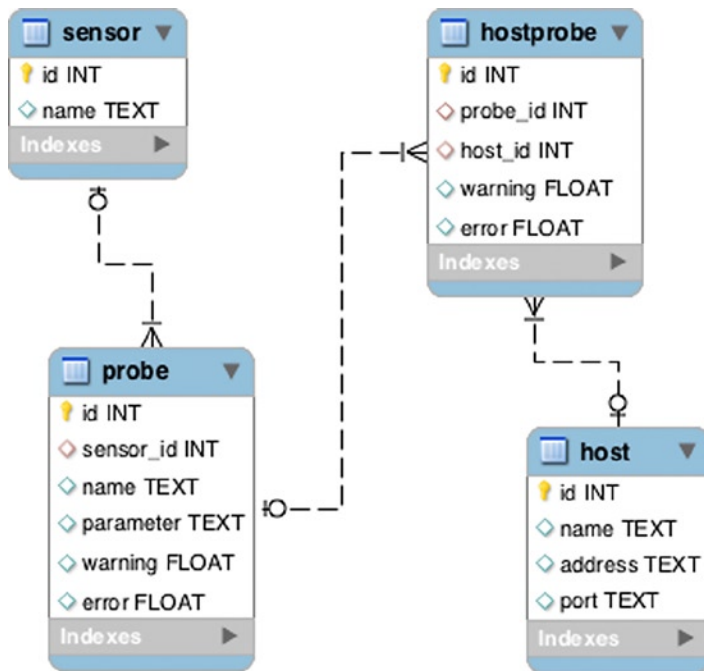 sensor
id INT
name TEXT
Indexes
hostprobe
id INT
probe_id INT
host_id INT
warning FLOAT
error FLOAT
Indexes
probe
id INT
sensor_id INT
name TEXT
parameter TEXT
warning FLOAT
error FLOAT
Indexes
host
id INT
name TEXT
address TEXT
port TEXT
Indexes